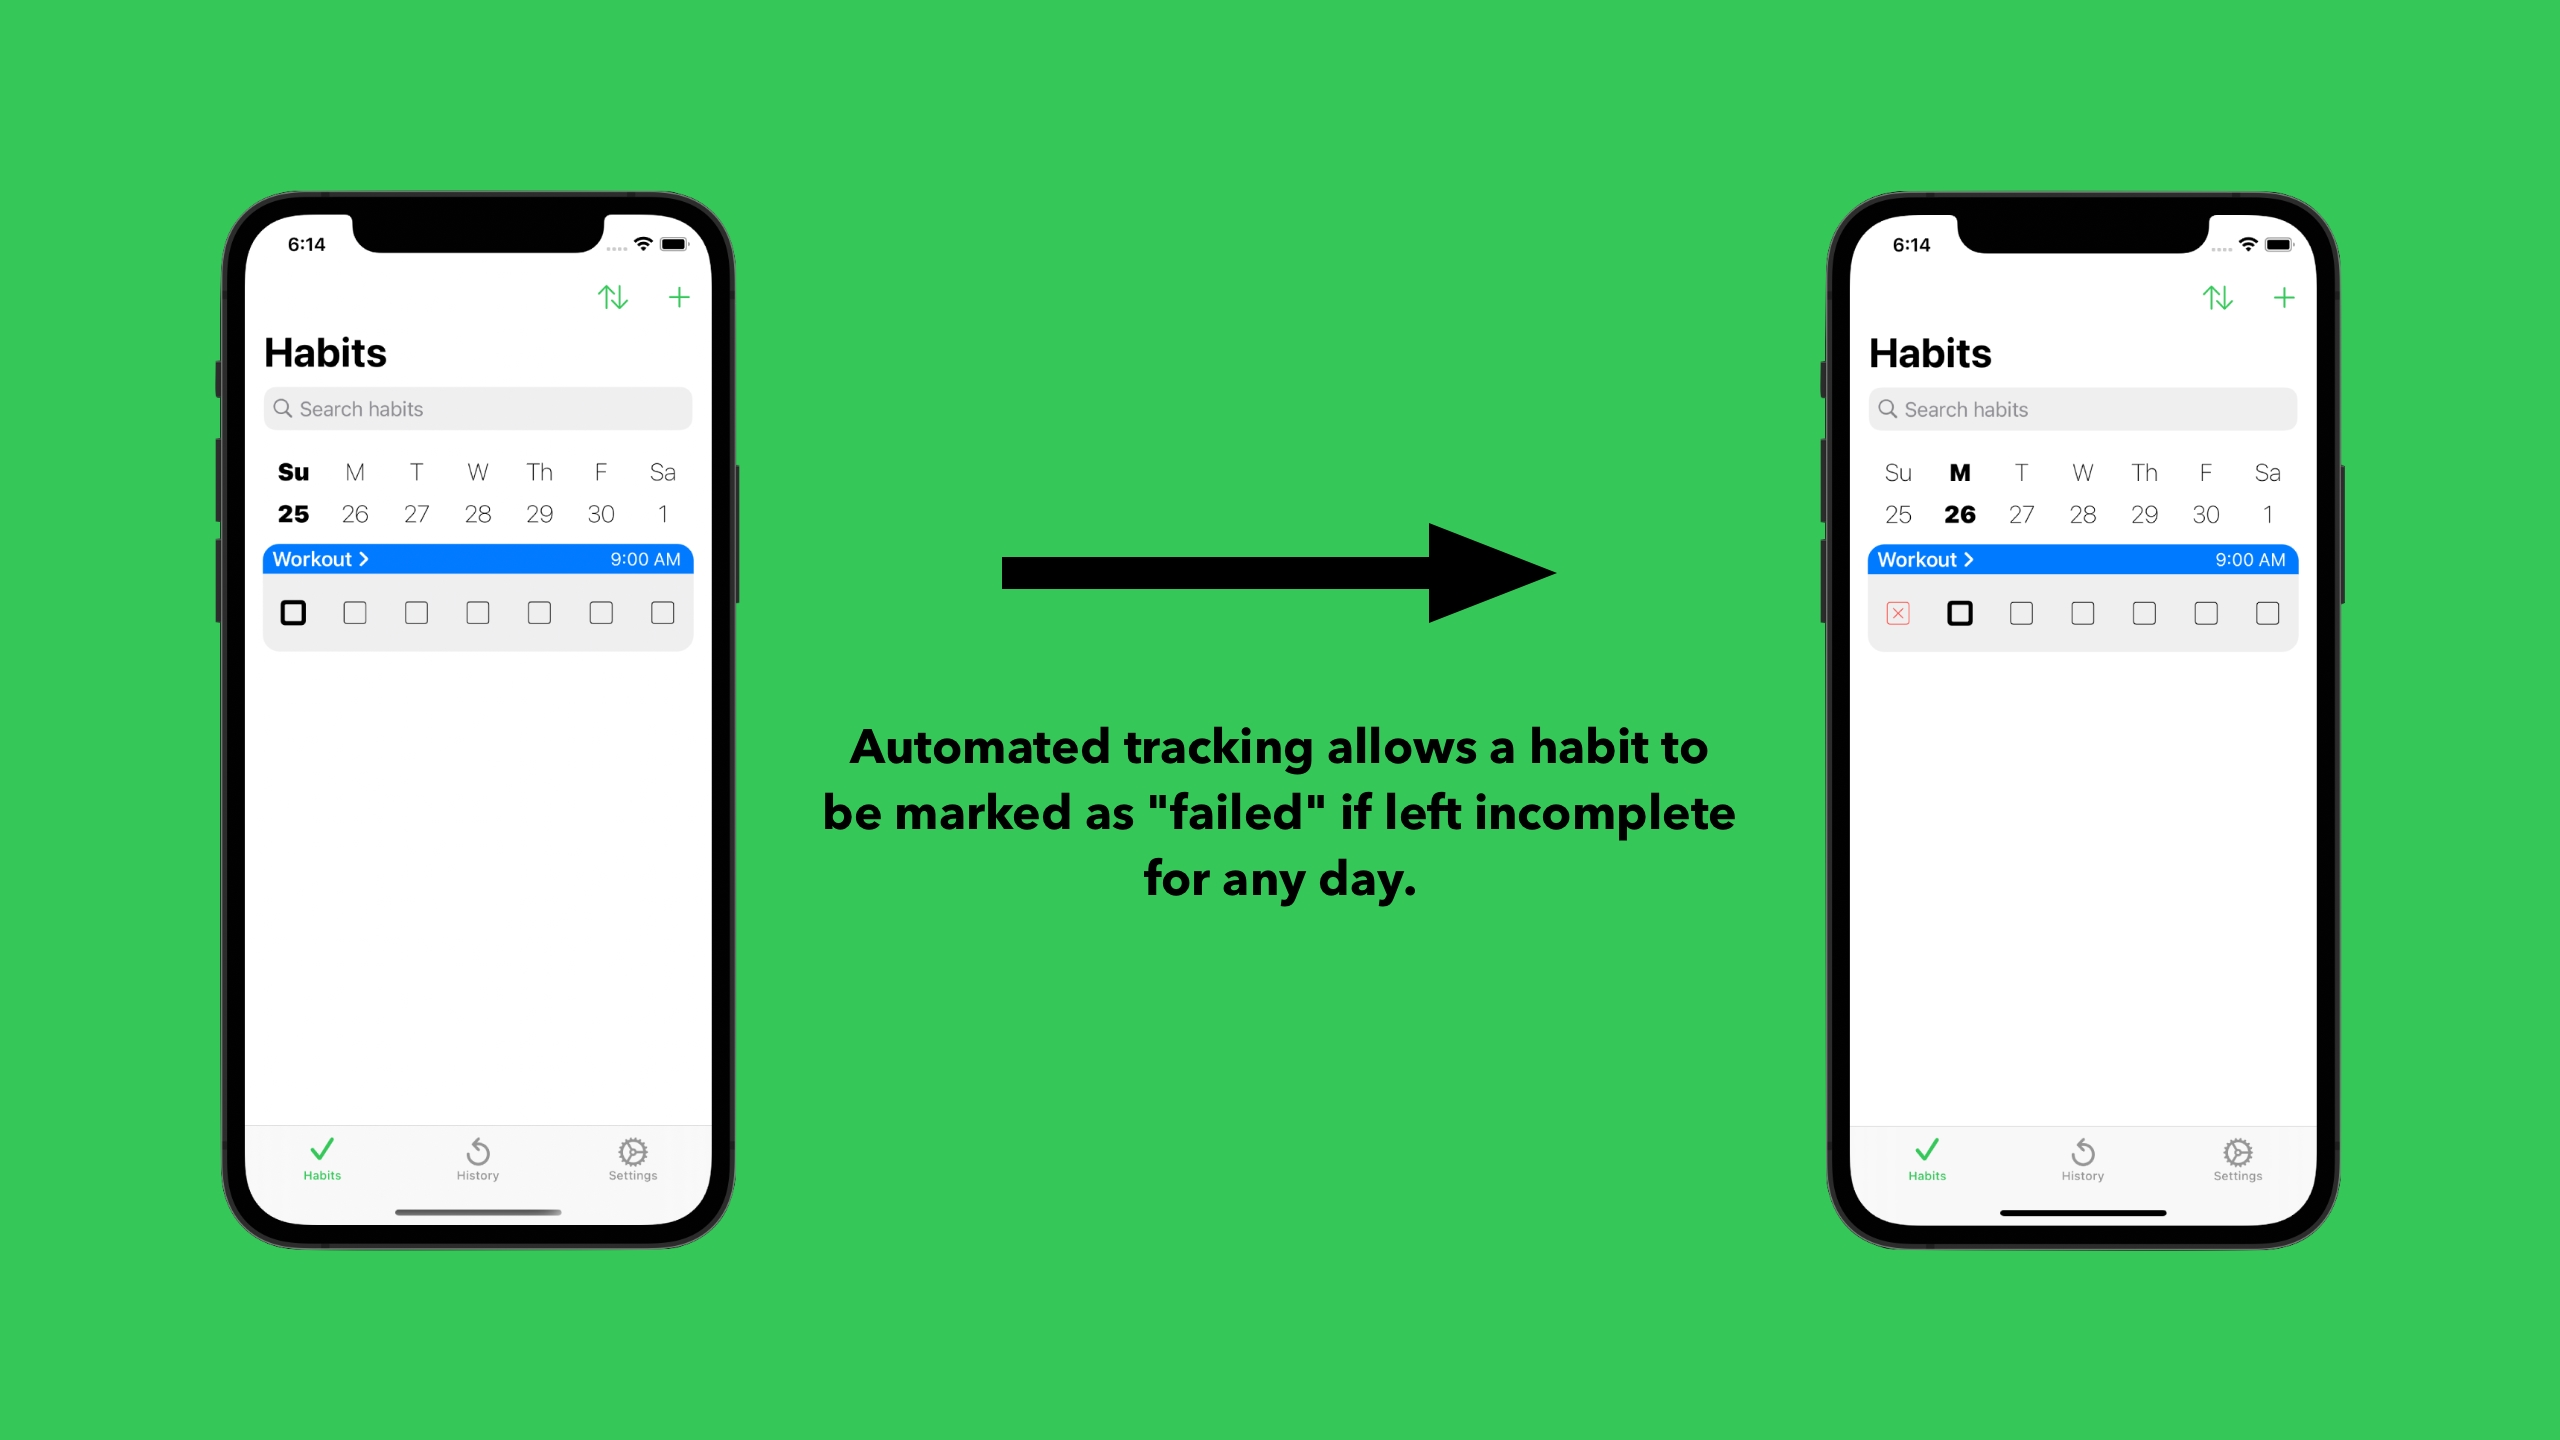 6:14
Habits
Search habits
Su M T W Th F Sa
25 26 27 28 29 30 1
Workout 9:00 AM
Habits History Settings
Automated tracking allows a habit to
be marked as "failed" if left incomplete
for any day.
6:14
Habits
Search habits
Su M T W Th F Sa
25 26 27 28 29 30 1
Workout 9:00 AM
Habits History Settings